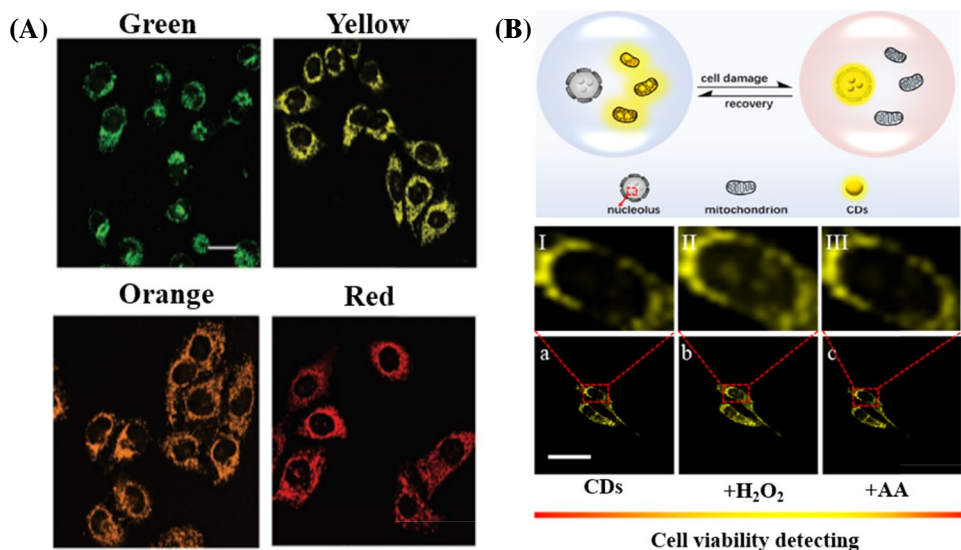 (A)
Green
Yellow
Orange
Red
(B)
cell damage
recovery
nucleolus
mitochondrion
CDs
I
II
III
a
b
c
CDs
+H₂O₂
+AA
Cell viability detecting